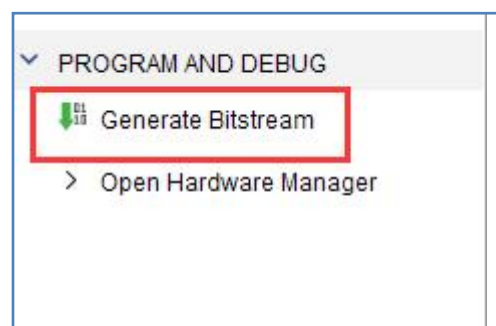 PROGRAM AND DEBUG
Generate Bitstream
Open Hardware Manager